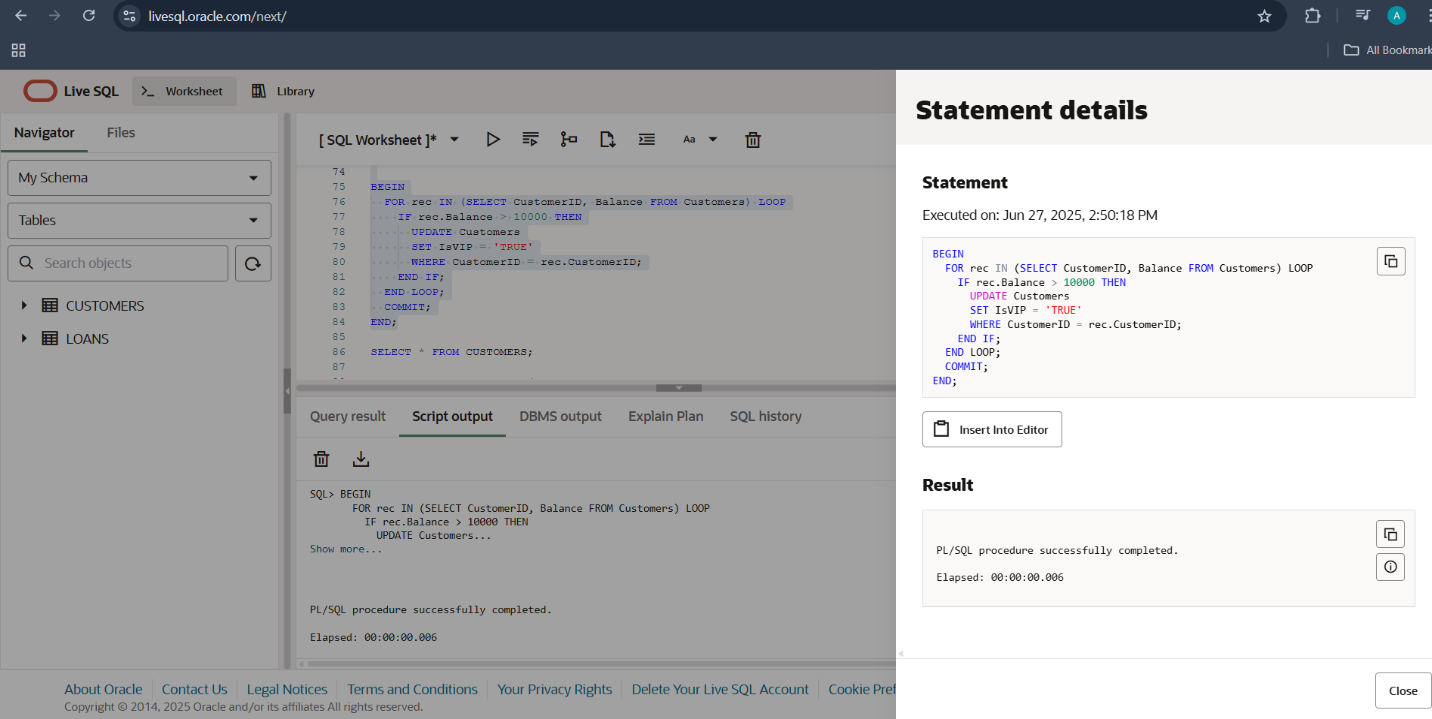 livesql.oracle.com/next/
A
All Bookmark
Live SQL
Worksheet
Library
Navigator
Files
My Schema
Tables
Search objects
CUSTOMERS
LOANS
[ SQL Worksheet ]*
Aa
74
75 BEGIN
76 FOR rec IN (SELECT CustomerID, Balance FROM Customers) LOOP
77 IF rec.Balance > 10000 THEN
78 UPDATE Customers
79 SET IsVIP = 'TRUE'
80 WHERE CustomerID = rec.CustomerID;
81 END IF;
82 END LOOP;
83 COMMIT;
84 END;
85
86 SELECT * FROM CUSTOMERS;
87
Query result
Script output
DBMS output
Explain Plan
SQL history
SQL> BEGIN
FOR rec IN (SELECT CustomerID, Balance FROM Customers) LOOP
IF rec.Balance > 10000 THEN
UPDATE Customers...
Show more...
PL/SQL procedure successfully completed.
Elapsed: 00:00:00.006
Statement details
Statement
Executed on: Jun 27, 2025, 2:50:18 PM
BEGIN
FOR rec IN (SELECT CustomerID, Balance FROM Customers) LOOP
IF rec.Balance > 10000 THEN
UPDATE Customers
SET IsVIP = 'TRUE'
WHERE CustomerID = rec.CustomerID;
END IF;
END LOOP;
COMMIT;
END;
Insert Into Editor
Result
PL/SQL procedure successfully completed.
Elapsed: 00:00:00.006
Close
About Oracle
Contact Us
Legal Notices
Terms and Conditions
Your Privacy Rights
Delete Your Live SQL Account
Cookie Pref
Copyright © 2014, 2025 Oracle and/or its affiliates All rights reserved.